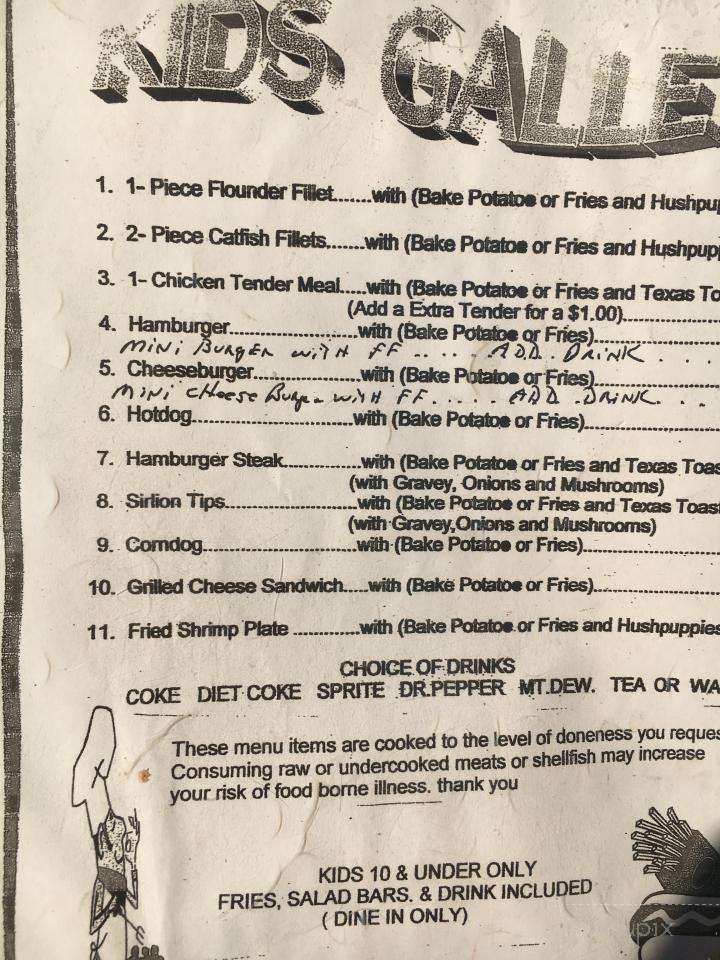 KIDS GALLE
1. 1- Piece Flounder Fillet.......with (Bake Potatoe or Fries and Hushpup
2. 2- Piece Catfish Fillets.......with (Bake Potatoe or Fries and Hushpupp
3. 1- Chicken Tender Meal.....with (Bake Potatoe or Fries and Texas To
(Add a Extra Tender for a $1.00)....................
4. Hamburger..........................with (Bake Potatoe or Fries)..........................
MINI BURGER WITH FF .... ADD. DRINK . . . .
5. Cheeseburger.......................with (Bake Potatoe or Fries)..........................
MINI CHEESE Burger WITH FF..... ADD .DRINK. . .
6. Hotdog.................................with (Bake Potatoe or Fries)..........................
7. Hamburger Steak................with (Bake Potatoe or Fries and Texas Toas
(with Gravey, Onions and Mushrooms)
8. Sirlion Tips...........................with (Bake Potatoe or Fries and Texas Toast
(with Gravey,Onions and Mushrooms)
9. Corndog...............................with (Bake Potatoe or Fries)..........................
10. Grilled Cheese Sandwich.....with (Bake Potatoe or Fries)..........................
11. Fried Shrimp Plate .............with (Bake Potatoe or Fries and Hushpuppies
CHOICE OF DRINKS
COKE DIET COKE SPRITE DR.PEPPER MT.DEW. TEA OR WA
These menu items are cooked to the level of doneness you reques
Consuming raw or undercooked meats or shellfish may increase
your risk of food borne illness. thank you
KIDS 10 & UNDER ONLY
FRIES, SALAD BARS. & DRINK INCLUDED
( DINE IN ONLY)